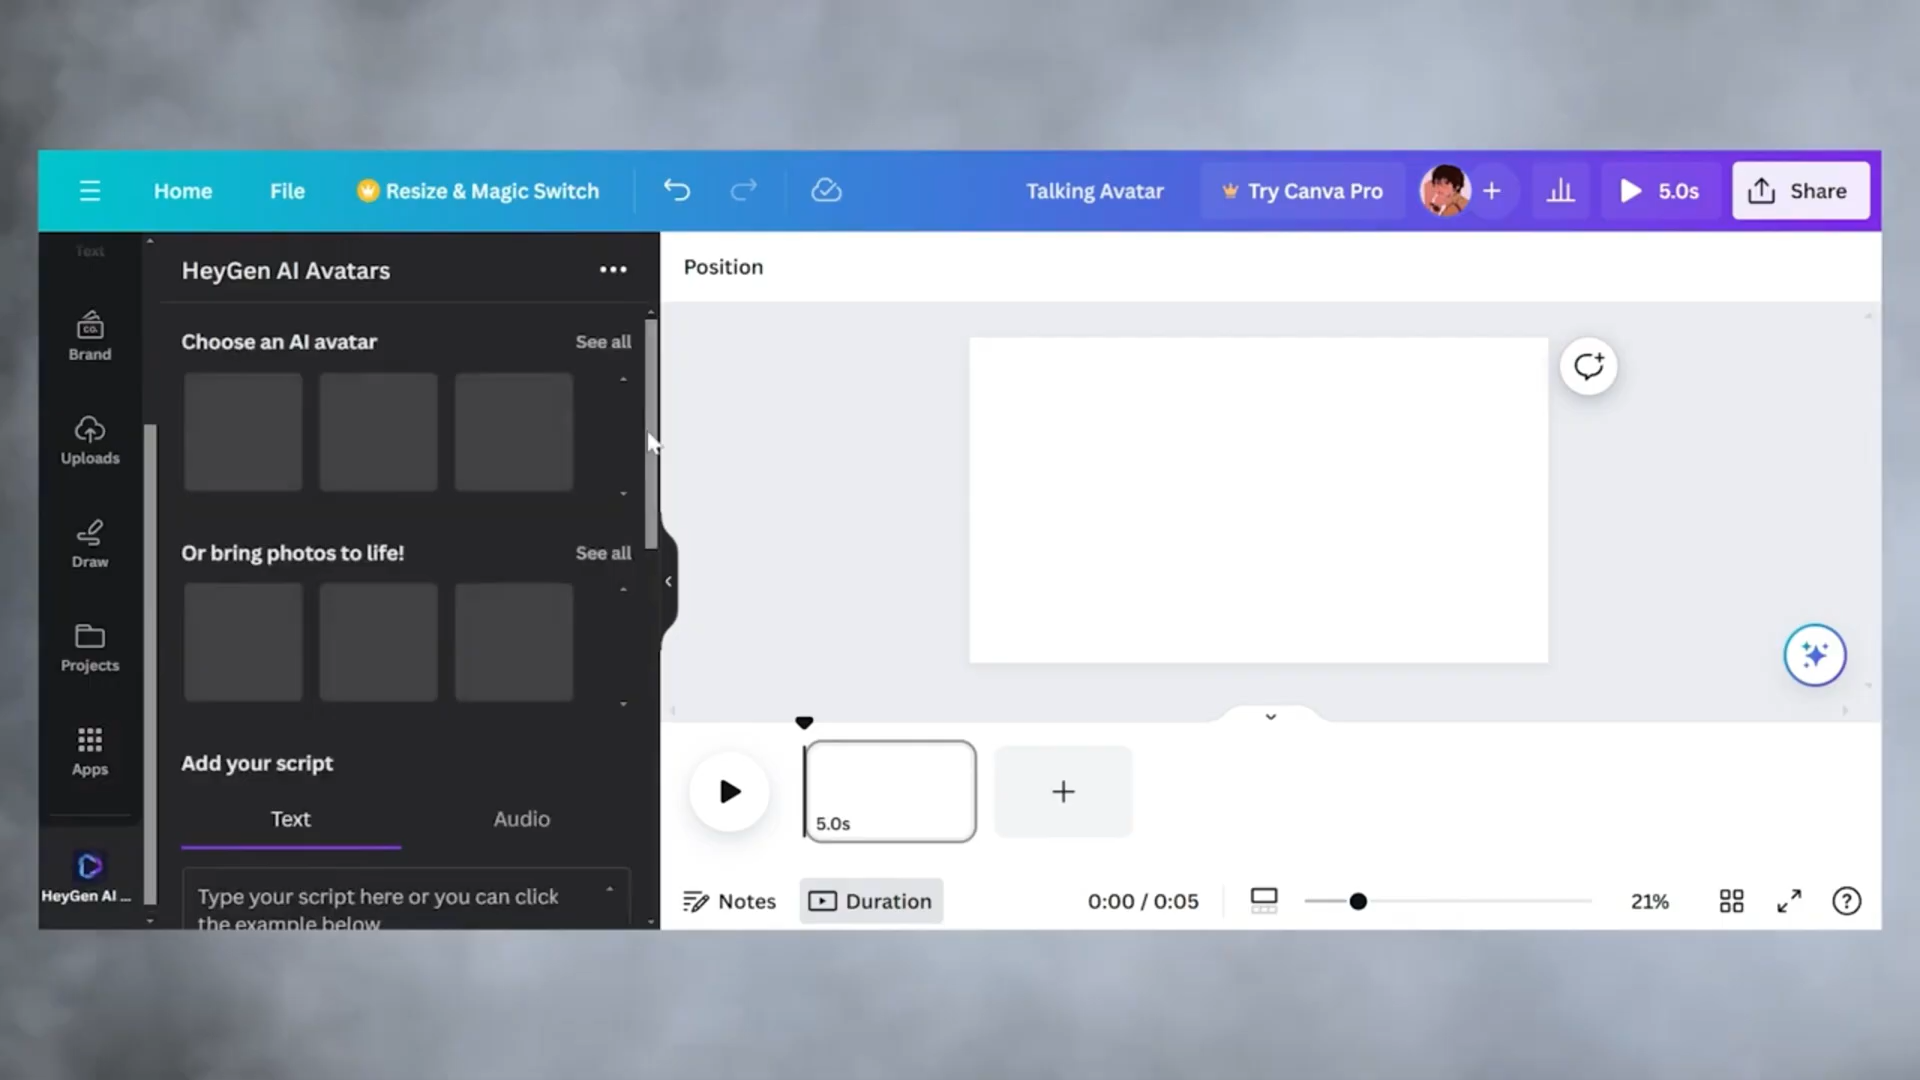 Home
File
Resize & Magic Switch
Talking Avatar
Try Canva Pro
5.0s
Share
Text
HeyGen AI Avatars
Position
Brand
Choose an AI avatar
See all
Uploads
Draw
Or bring photos to life!
See all
Projects
Apps
Add your script
Text
Audio
5.0s
HeyGen AI ...
Type your script here or you can click
the example below
Notes
Duration
0:00 / 0:05
21%